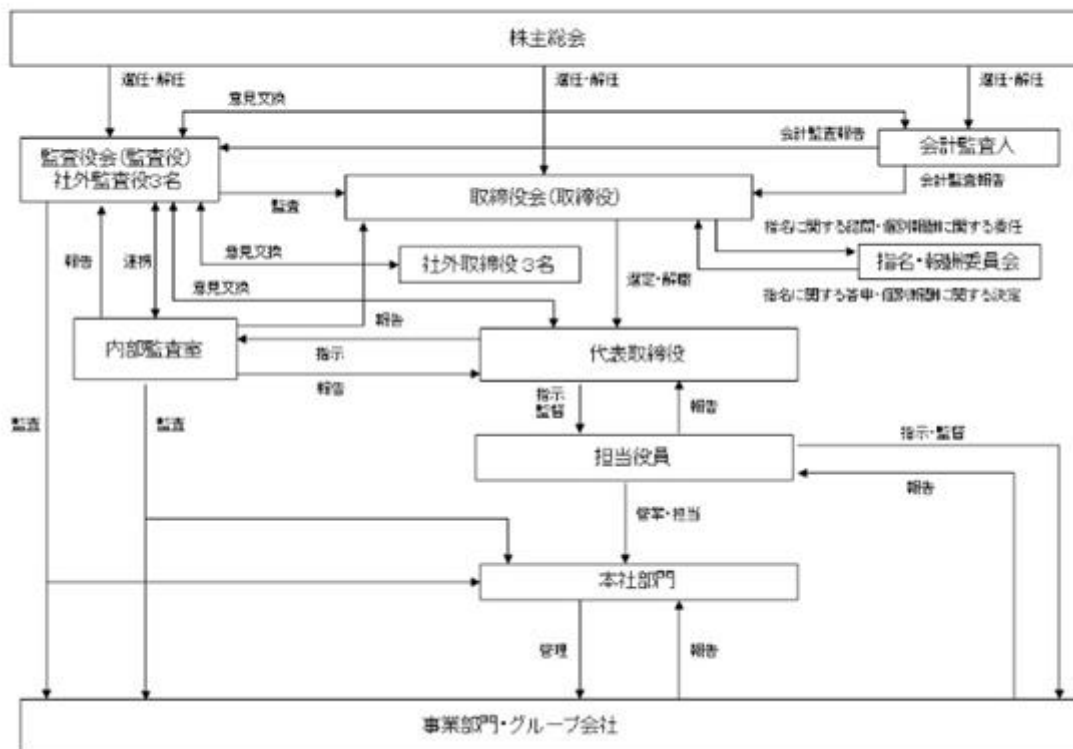 株主総会
選任・解任
選任・解任
選任・解任
意見交換
会計監査報告
監査役会(監査役)
社外監査役3名
会計監査人
監査
取締役会(取締役)
会計監査報告
指名に関する諮問・個別報酬に関する委任
報告
連携
意見交換
社外取締役3名
選定・解職
指名・報酬委員会
意見交換
指名に関する答申・個別報酬に関する決定
報告
内部監査室
指示
代表取締役
報告
指示
監督
報告
監査
監査
担当役員
指示・監督
報告
管掌・担当
本社部門
管理
報告
事業部門・グループ会社